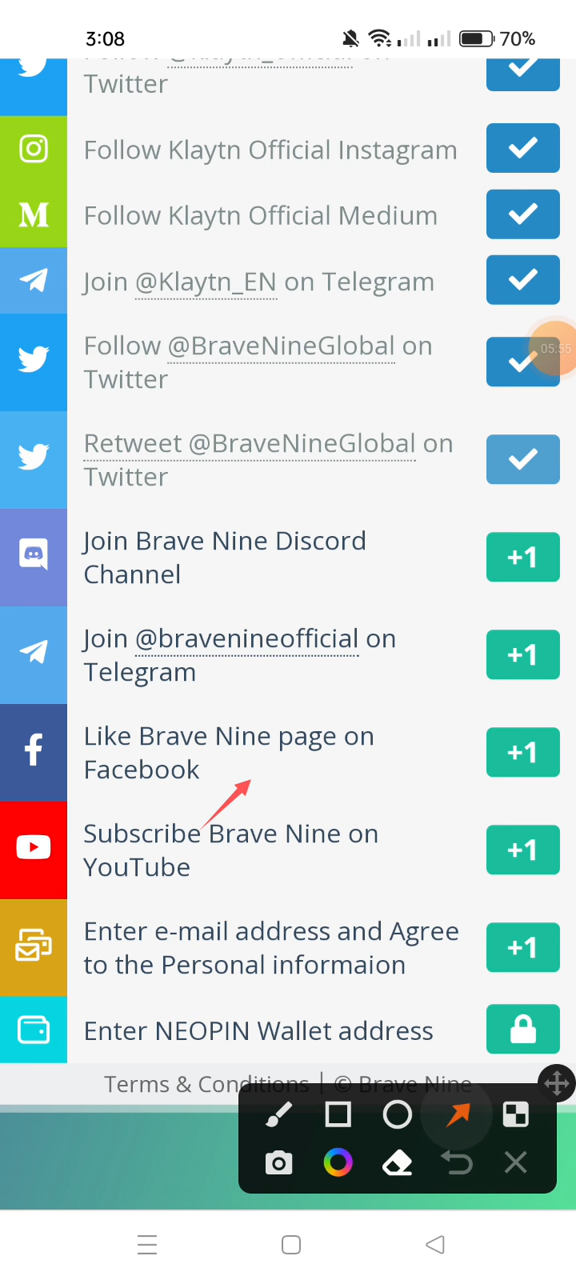 3:08
70%
Twitter
Follow Klaytn Official Instagram
M
Follow Klaytn Official Medium
Join @Klaytn_EN on Telegram
Follow @BraveNineGlobal on
Twitter
05:55
Retweet @BraveNineGlobal on
Twitter
Join Brave Nine Discord
Channel
+1
Join @bravenineofficial on
Telegram
+1
Like Brave Nine page on
Facebook
+1
Subscribe Brave Nine on
YouTube
+1
Enter e-mail address and Agree
to the Personal informaion
+1
Enter NEOPIN Wallet address
Terms & Conditions | © Brave Nine